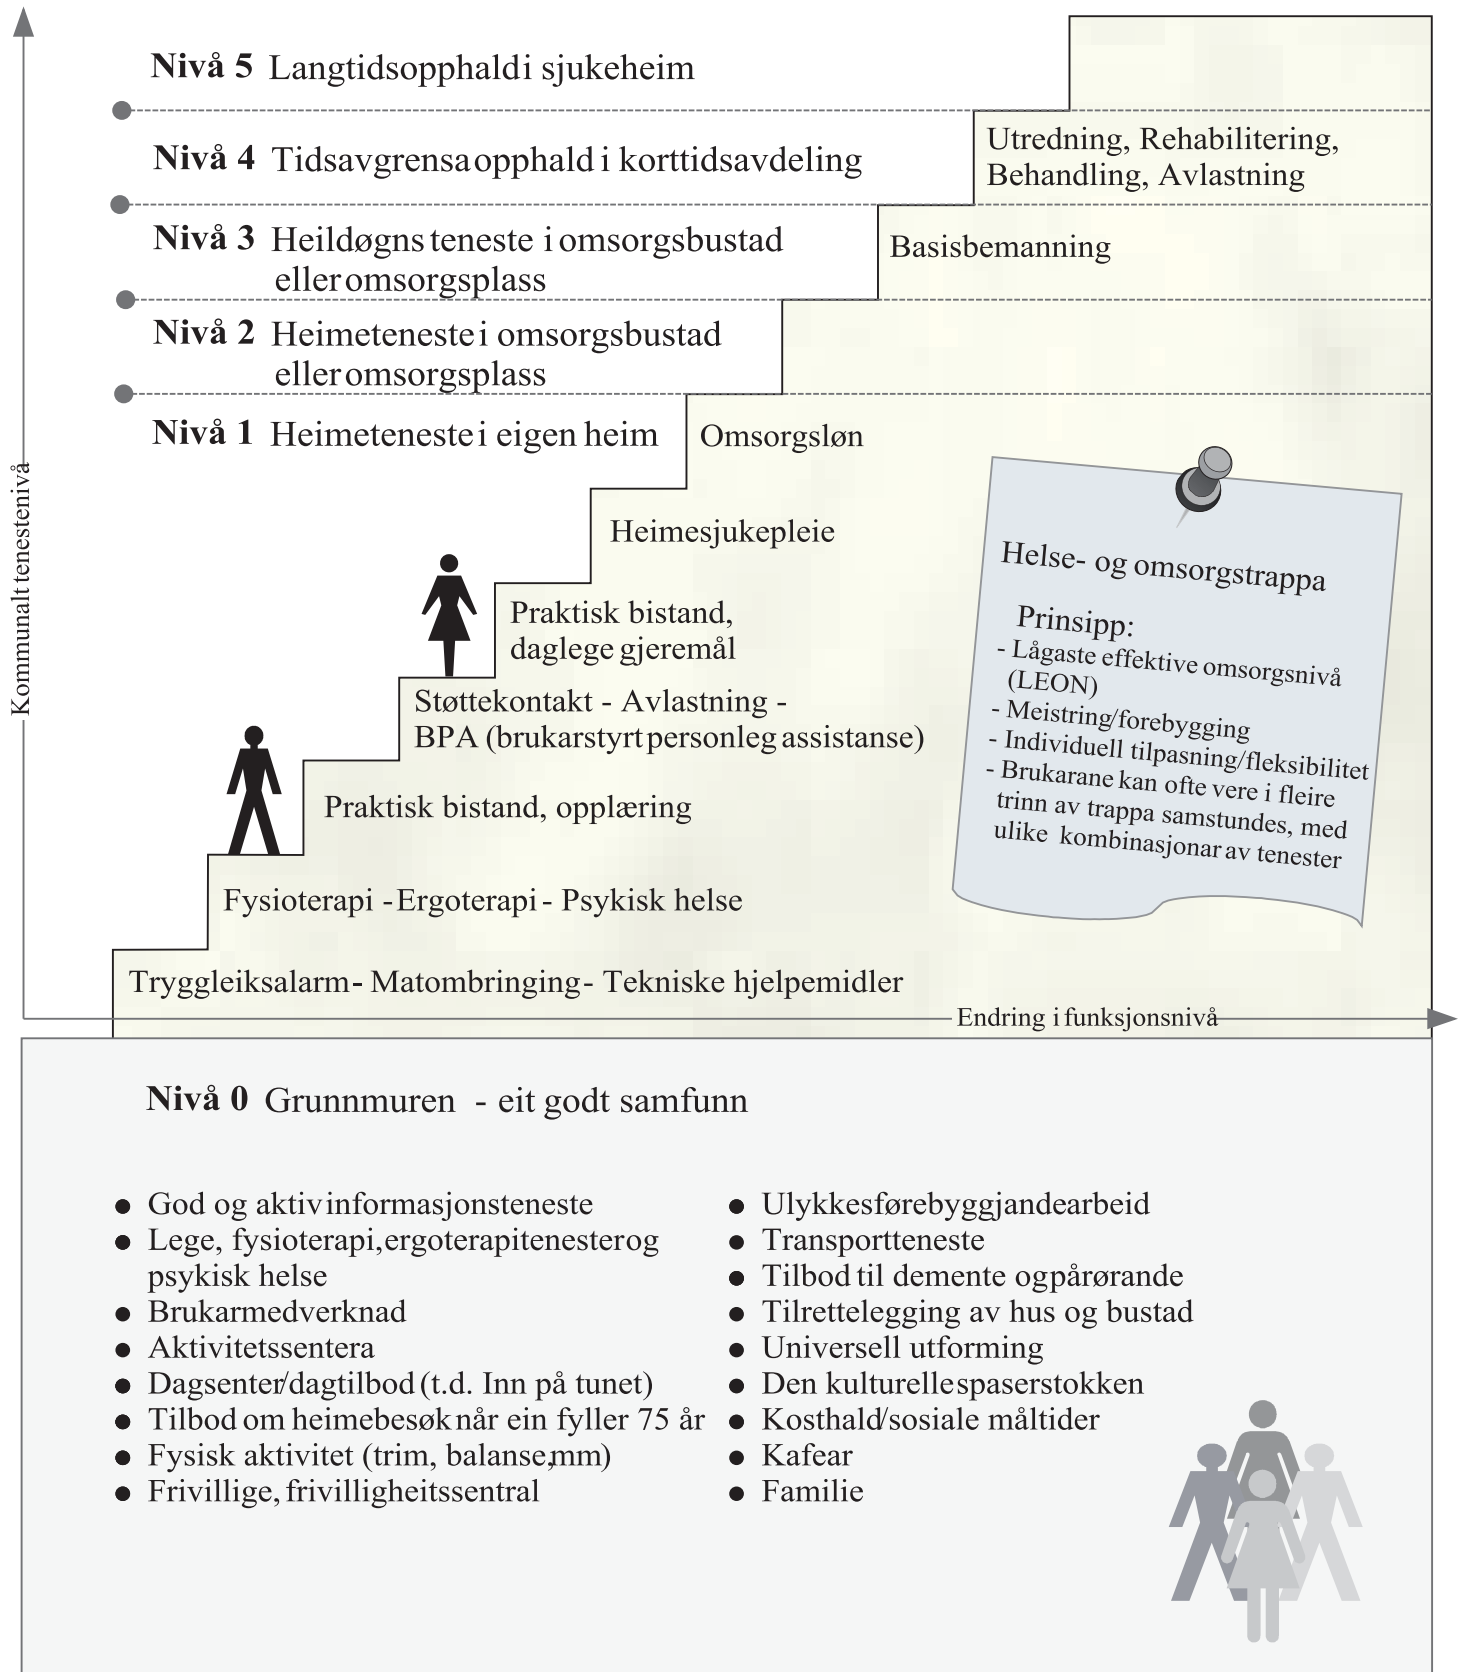 Nivå 5 Langtidsopphald i sjukeheim
Nivå 4 Tidsavgrensa opphald i korttidsavdeling
Utredning, Rehabilitering,
Behandling, Avlastning
Nivå 3 Heildøgns teneste i omsorgsbustad
eller omsorgsplass
Basisbemanning
Nivå 2 Heimeteneste i omsorgsbustad
eller omsorgsplass
Nivå 1 Heimeteneste i eigen heim
Omsorgsløn
Heimesjukepleie
Praktisk bistand,
daglege gjeremål
Støttekontakt - Avlastning -
BPA (brukarstyrt personleg assistanse)
Praktisk bistand, opplæring
Fysioterapi - Ergoterapi - Psykisk helse
Tryggleiksalarm - Matombringing - Tekniske hjelpemidler
Kommunalt tenestenivå
Endring i funksjonsnivå
Helse- og omsorgstrappa
Prinsipp:
- Lågaste effektive omsorgsnivå
(LEON)
- Meistring/forebygging
- Individuell tilpasning/fleksibilitet
- Brukarane kan ofte vere i fleire
trinn av trappa samstundes, med
ulike kombinasjonar av tenester
Nivå 0 Grunnmuren - eit godt samfunn
● God og aktiv informasjonsteneste
● Lege, fysioterapi, ergoterapitenester og
psykisk helse
● Brukarmedverknad
● Aktivitetssentera
● Dagsenter/dagtilbod (t.d. Inn på tunet)
● Tilbod om heimebesøk når ein fyller 75 år
● Fysisk aktivitet (trim, balanse, mm)
● Frivillige, frivilligheitssentral
● Ulykkesførebyggjande arbeid
● Transportteneste
● Tilbod til demente og pårørande
● Tilrettelegging av hus og bustad
● Universell utforming
● Den kulturelle spaserstokken
● Kosthald/sosiale måltider
● Kafear
● Familie